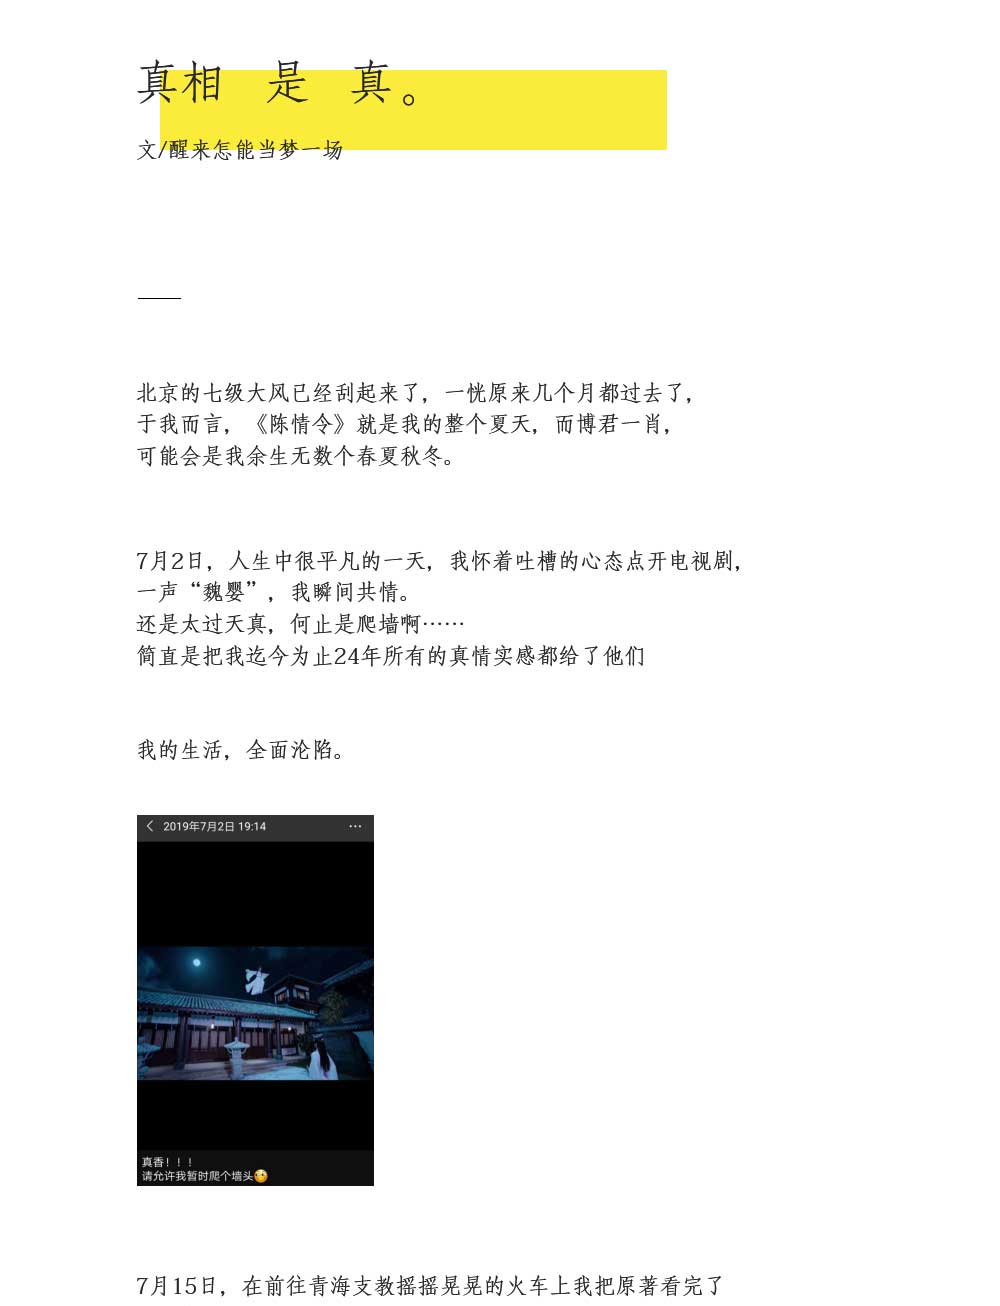 真相 是 真。
文/醒来怎能当梦一场
——
北京的七级大风已经刮起来了，一恍原来几个月都过去了，
于我而言，《陈情令》就是我的整个夏天，而博君一肖，
可能会是我余生无数个春夏秋冬。
7月2日，人生中很平凡的一天，我怀着吐槽的心态点开电视剧，
一声“魏婴”，我瞬间共情。
还是太过天真，何止是爬墙啊……
简直是把我迄今为止24年所有的真情实感都给了他们
我的生活，全面沦陷。
2019年7月2日 19:14
真香！！！
请允许我暂时爬个墙头
7月15日，在前往青海支教摇摇晃晃的火车上我把原著看完了